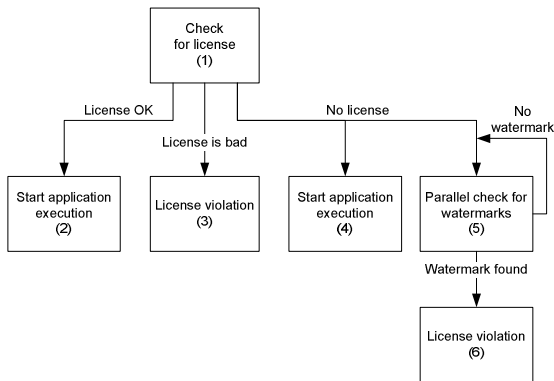 Check
for license
(1)
License OK
License is bad
No license
No
watermark
Start application
execution
(2)
License violation
(3)
Start application
execution
(4)
Parallel check for
watermarks
(5)
Watermark found
License violation
(6)